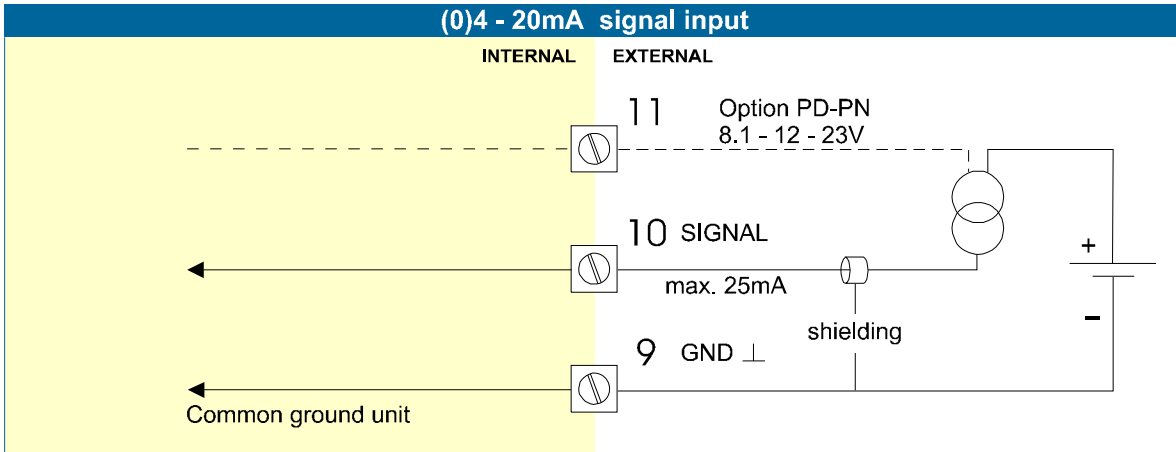 (0)4 - 20mA signal input
INTERNAL
EXTERNAL
11
Option PD-PN
8.1 - 12 - 23V
10 SIGNAL
max. 25mA
+
-
shielding
9 GND ⊥
Common ground unit